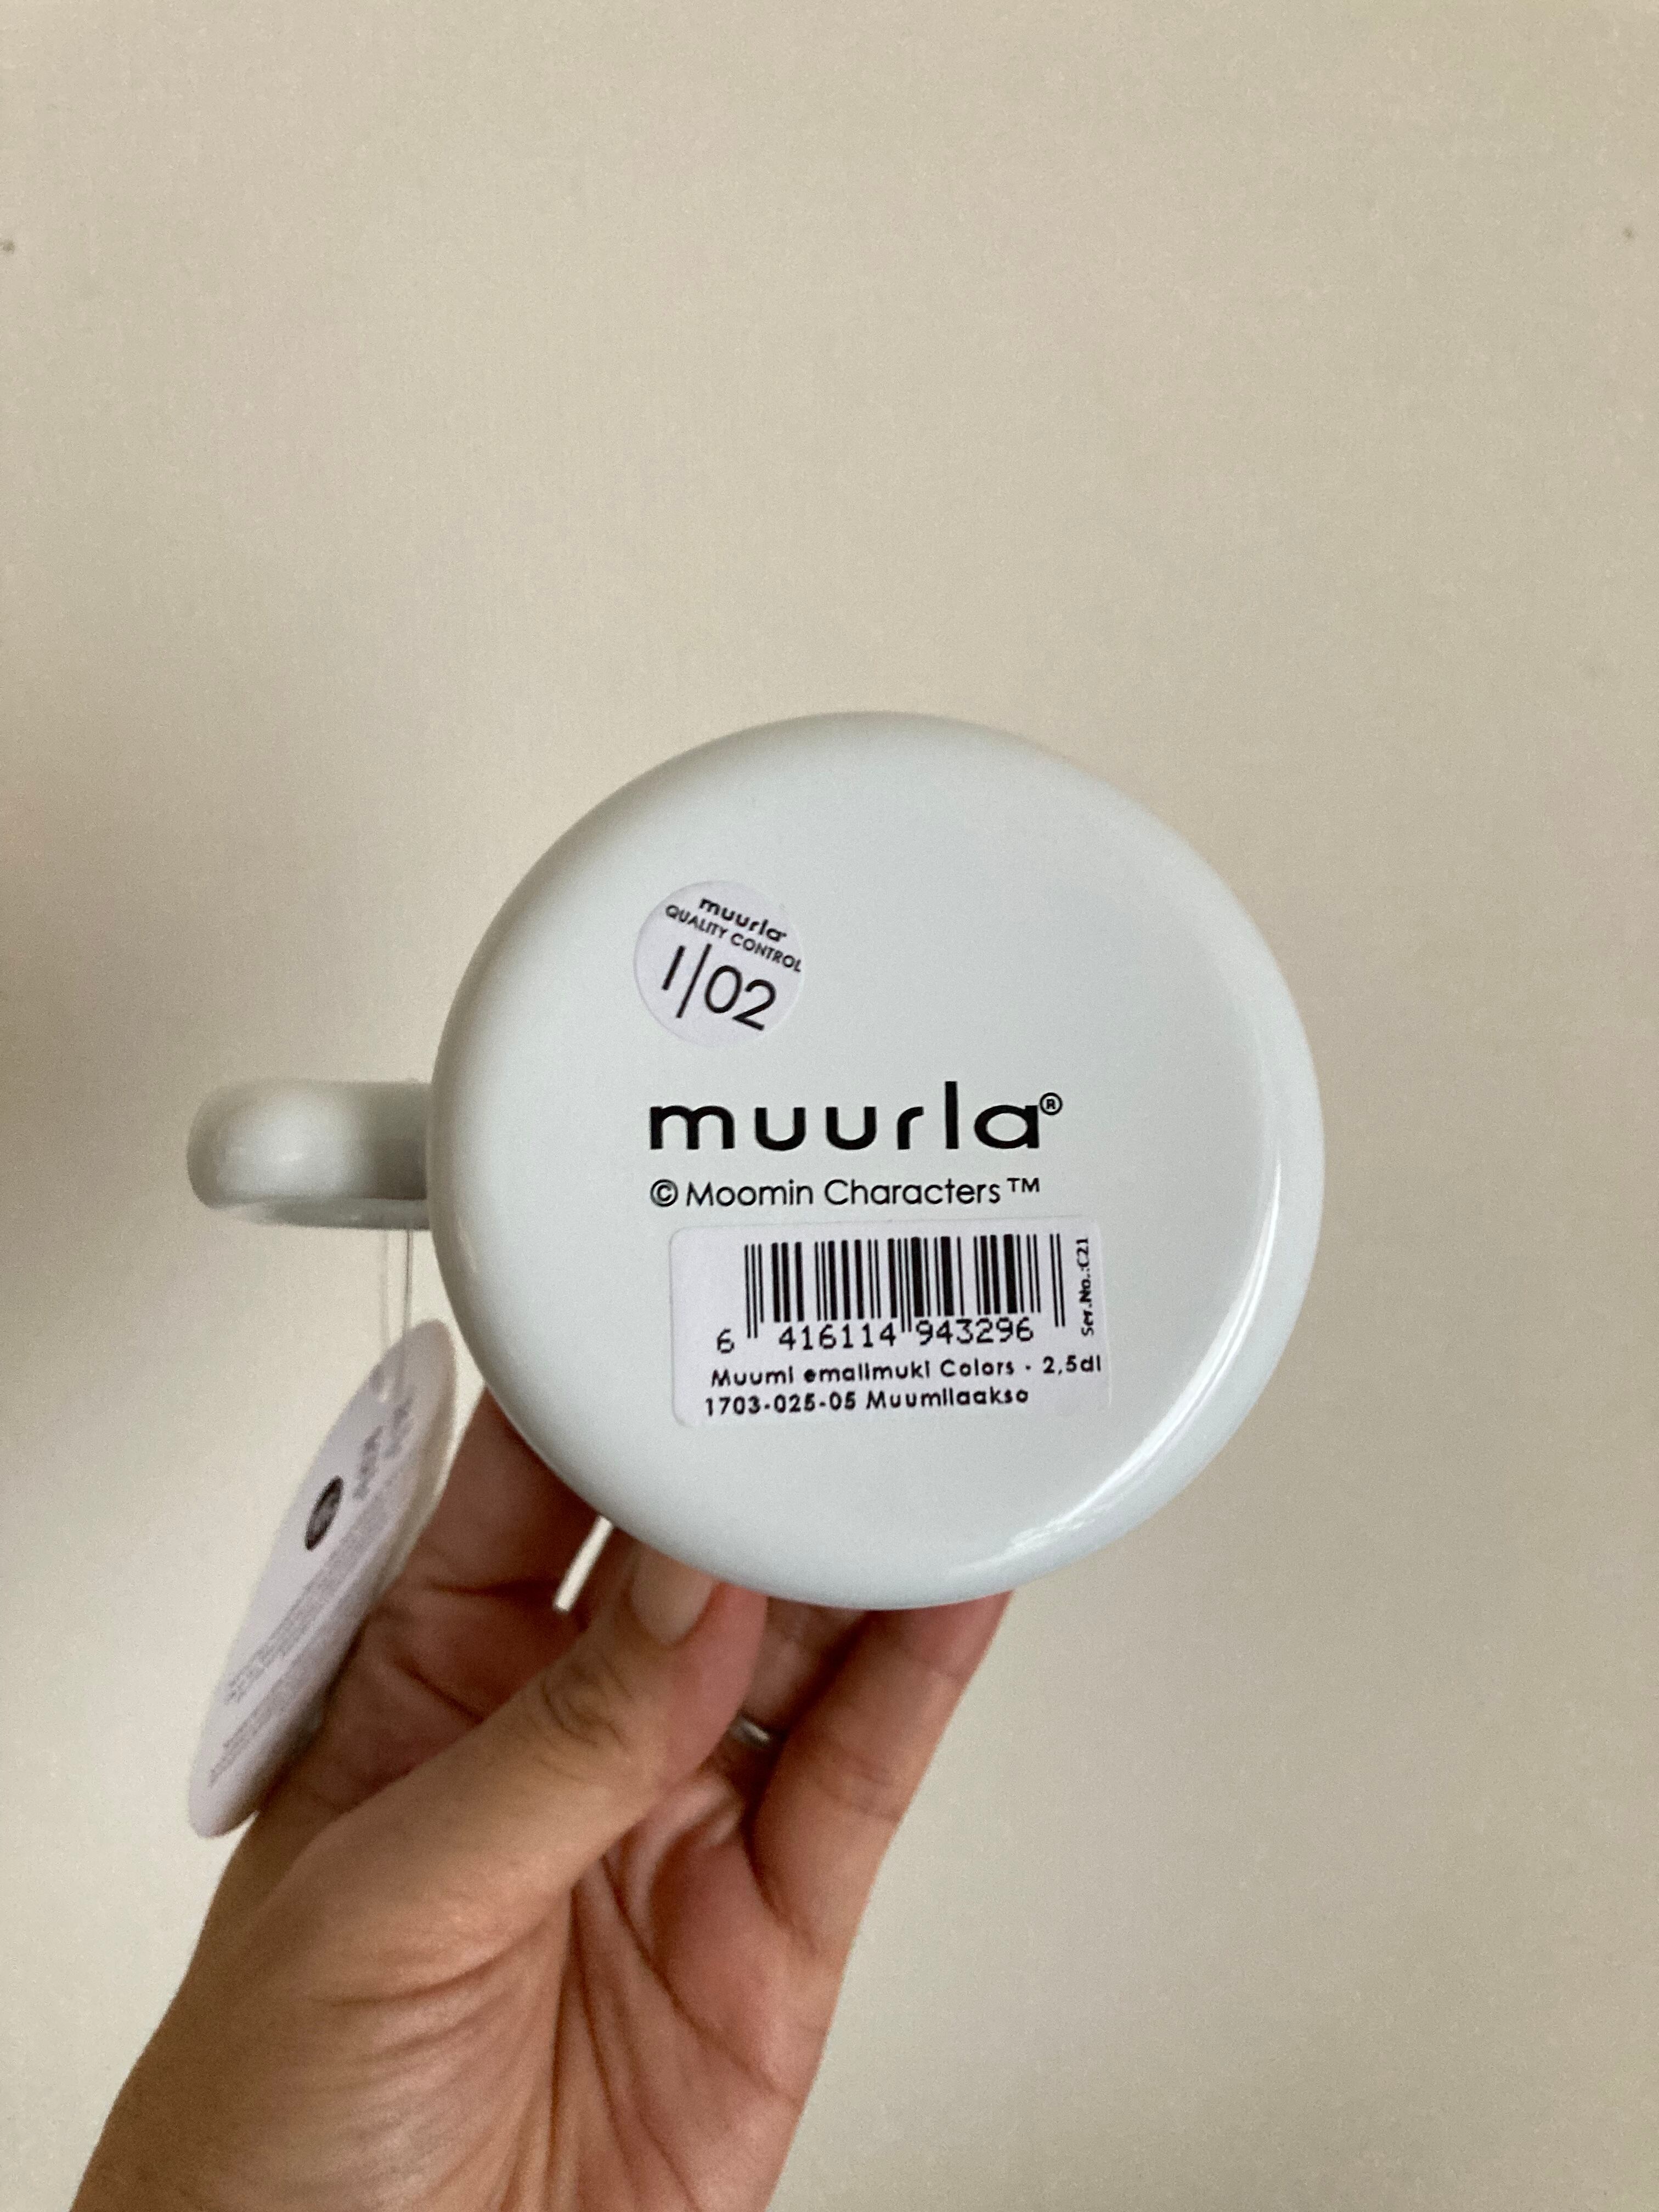 muurla
QUALITY CONTROL
1/02
muurla®
© Moomin Characters™
Ser.No.:C21
6 416114 943296
Muumi emalimuki Colors - 2,5dl
1703-025-05 Muumilaakso